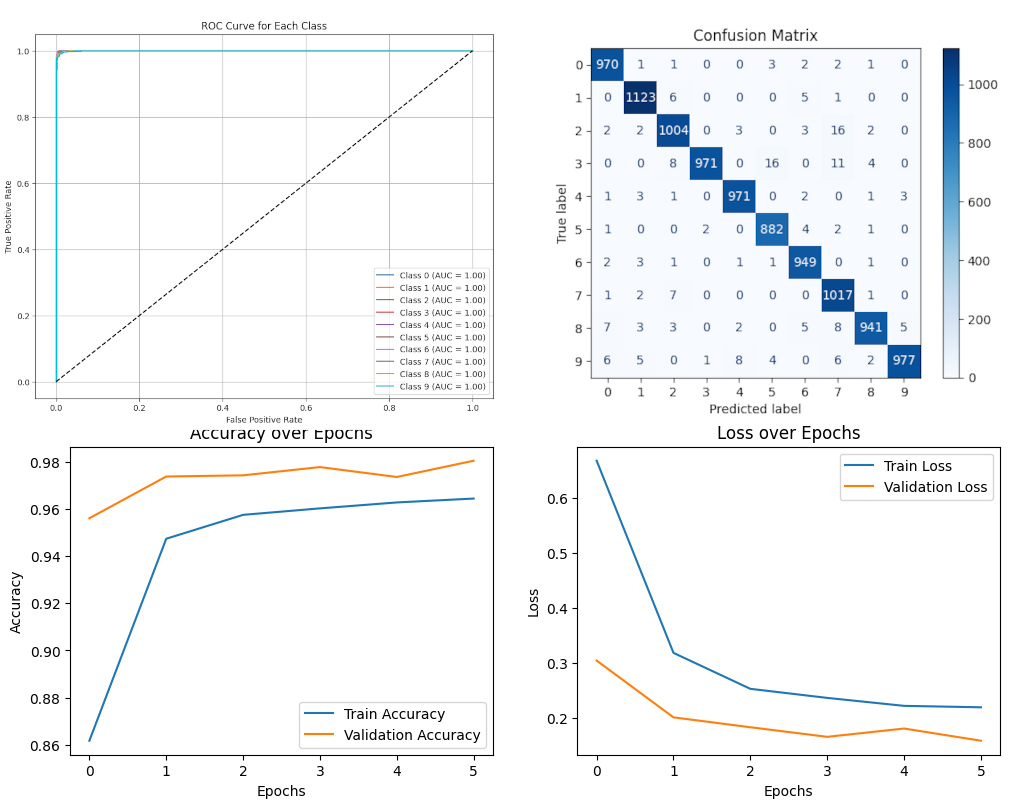 ROC Curve for Each Class
True Positive Rate
1.0
0.8
0.6
0.4
0.2
0.0
0.0 0.2 0.4 0.6 0.8 1.0
False Positive Rate
Class 0 (AUC = 1.00)
Class 1 (AUC = 1.00)
Class 2 (AUC = 1.00)
Class 3 (AUC = 1.00)
Class 4 (AUC = 1.00)
Class 5 (AUC = 1.00)
Class 6 (AUC = 1.00)
Class 7 (AUC = 1.00)
Class 8 (AUC = 1.00)
Class 9 (AUC = 1.00)
Confusion Matrix
True label
0 970 1 1 0 0 3 2 2 1 0
1 0 1123 6 0 0 0 5 1 0 0
2 2 2 1004 0 3 0 3 16 2 0
3 0 0 8 971 0 16 0 11 4 0
4 1 3 1 0 971 0 2 0 1 3
5 1 0 0 2 0 882 4 2 1 0
6 2 3 1 0 1 1 949 0 1 0
7 1 2 7 0 0 0 0 1017 1 0
8 7 3 3 0 2 0 5 8 941 5
9 6 5 0 1 8 4 0 6 2 977
0 1 2 3 4 5 6 7 8 9
Predicted label
1000
800
600
400
200
0
Accuracy over Epochs
Accuracy
0.98
0.96
0.94
0.92
0.90
0.88
0.86
0 1 2 3 4 5
Epochs
Train Accuracy
Validation Accuracy
Loss over Epochs
Loss
0.6
0.5
0.4
0.3
0.2
0 1 2 3 4 5
Epochs
Train Loss
Validation Loss